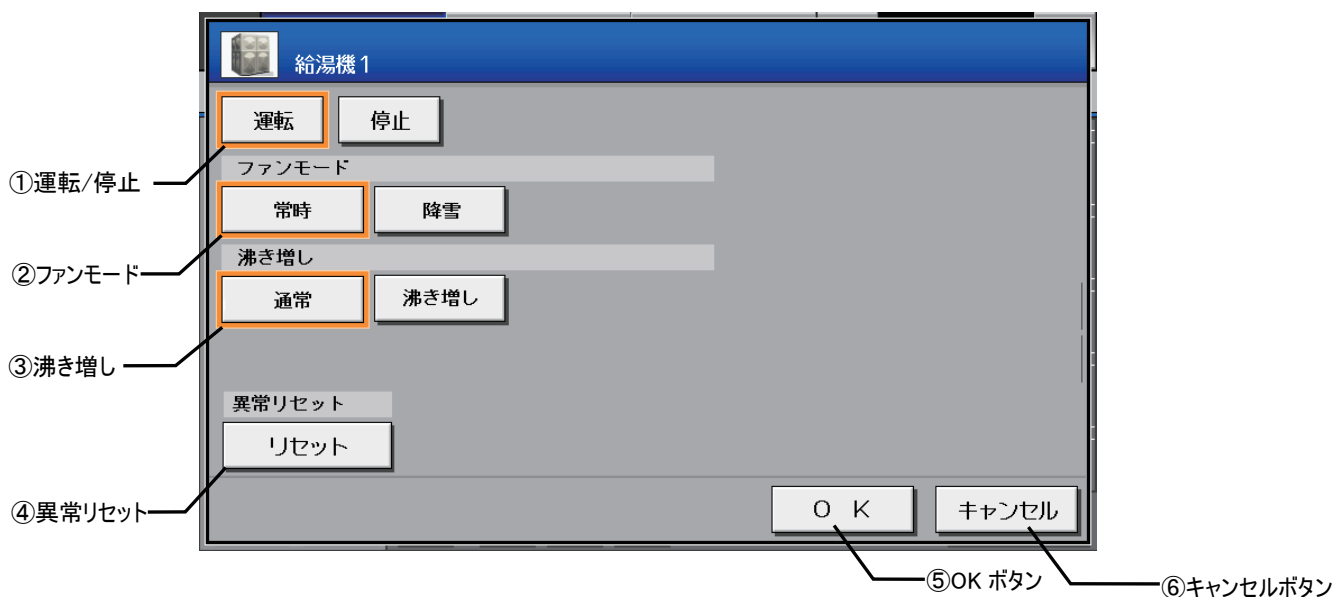 給湯機1
運転 停止
①運転/停止
ファンモード
常時 降雪
②ファンモード
沸き増し
通常 沸き増し
③沸き増し
異常リセット
リセット
④異常リセット
OK キャンセル
⑤OK ボタン
⑥キャンセルボタン